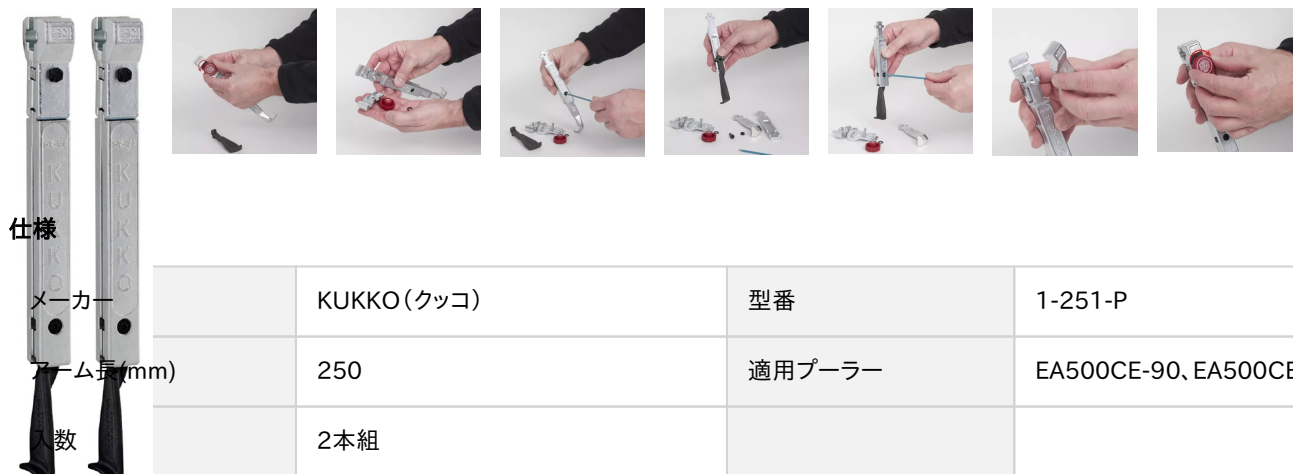 KUKKO
KUKKO
仕様
メーカー KUKKO（クッコ） 型番 1-251-P
アーム長(mm) 250 適用プーラー EA500CE-90、EA500CE
入数 2本組